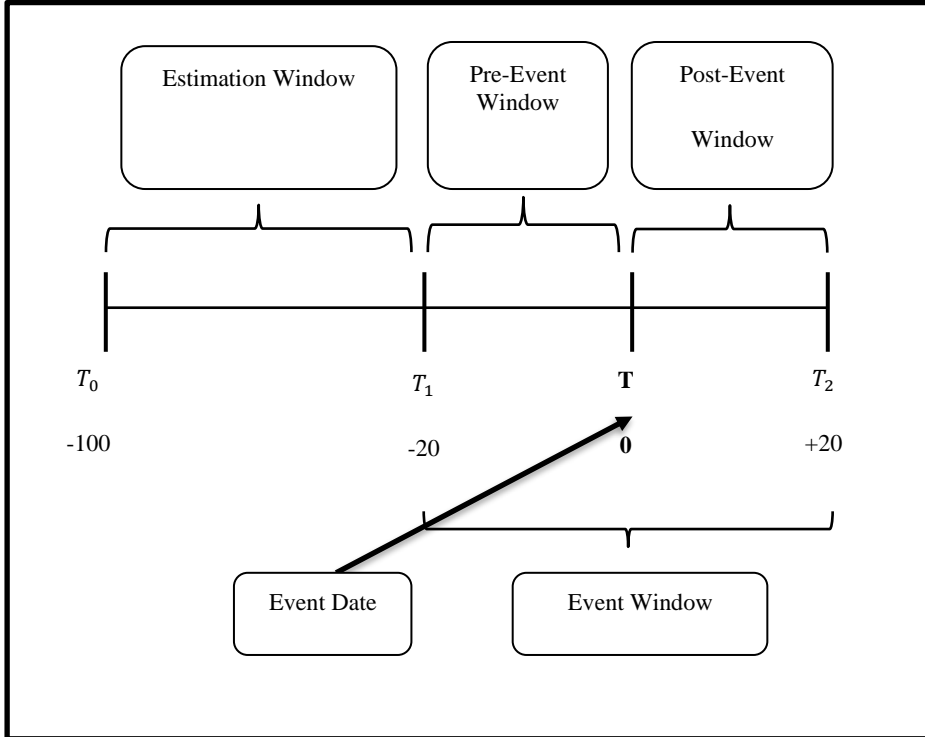 Estimation Window
Pre-Event
Window
Post-Event
Window
T₀
T₁
T
T₂
-100
-20
0
+20
Event Date
Event Window